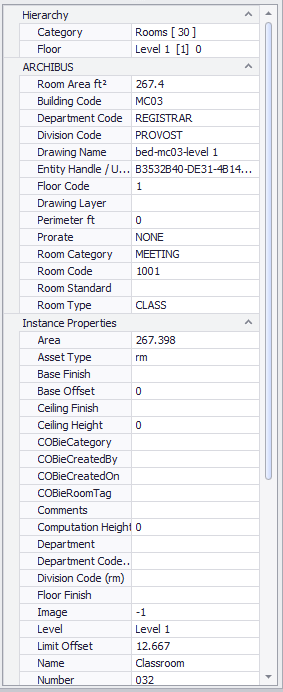 Hierarchy
Category Rooms [ 30 ]
Floor Level 1 [1] 0
ARCHIBUS
Room Area ft² 267.4
Building Code MC03
Department Code REGISTRAR
Division Code PROVOST
Drawing Name bed-mc03-level 1
Entity Handle / U... B3532B40-DE31-4B14...
Floor Code 1
Drawing Layer
Perimeter ft 0
Prorate NONE
Room Category MEETING
Room Code 1001
Room Standard
Room Type CLASS
Instance Properties
Area 267.398
Asset Type rm
Base Finish
Base Offset 0
Ceiling Finish
Ceiling Height 0
COBieCategory
COBieCreatedBy
COBieCreatedOn
COBieRoomTag
Comments
Computation Height 0
Department
Department Code...
Division Code (rm)
Floor Finish
Image -1
Level Level 1
Limit Offset 12.667
Name Classroom
Number 032